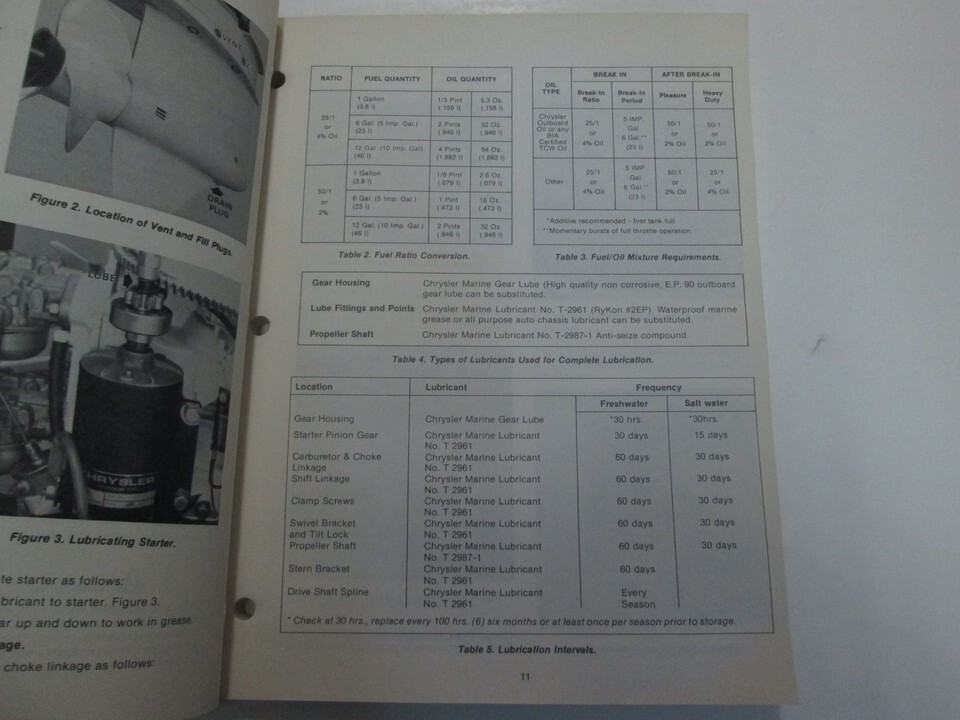 VENT
DRAIN
PLUG
Figure 2. Location of Vent and Fill Plugs.
LUBE
CHRYSLER
Figure 3. Lubricating Starter.
te starter as follows:
bricant to starter. Figure 3.
ar up and down to work in grease
age.
choke linkage as follows:
RATIO FUEL QUANTITY OIL QUANTITY
25/1
or
4% Oil
1 Gallon 1/3 Pint 5.3 Oz.
(3.8 l) (.158 l) (.158 l)
6 Gal. (5 Imp. Gal.) 2 Pints 32 Oz.
(23 l) (.946 l) (.946 l)
12 Gal. (10 Imp. Gal) 4 Pints 64 Oz.
(46 l) (1.892 l) (1.892 l)
50/1
or
2%
1 Gallon 1/6 Pint 2.6 Oz.
(3.8 l) (.079 l) (.079 l)
6 Gal. (5 Imp. Gal.) 1 Pint 16 Oz.
(23 l) (.473 l) (.473 l)
12 Gal. (10 Imp. Gal.) 2 Pints 32 Oz.
(46 l) (.946 l) (.946 l)
Table 2. Fuel Ratio Conversion.
OIL
TYPE
BREAK IN AFTER BREAK-IN
Break-In
Ratio
Break-In
Period
Pleasure
Heavy
Duty
Chrysler
Outboard
Oil or any
BIA
Certified
TCW Oil
25/1
or
4% Oil
5 IMP.
Gal.
6 Gal.**
(23 l)
50/1
or
2% Oil
50/1
or
2% Oil
Other
25/1
or
4% Oil
5 IMP.
Gal
6 Gal.**
(23 l)
50/1
or
2% Oil
25/1
or
4% Oil
*Additive recommended - first tank full
**Momentary bursts of full throttle operation
Table 3. Fuel/Oil Mixture Requirements.
Gear Housing Chrysler Marine Gear Lube (High quality non corrosive, E.P. 90 outboard
gear lube can be substituted.
Lube Fittings and Points Chrysler Marine Lubricant No. T-2961 (RyKon #2EP). Waterproof marine
grease or all purpose auto chassis lubricant can be substituted.
Propeller Shaft Chrysler Marine Lubricant No. T-2987-1 Anti-seize compound.
Table 4. Types of Lubricants Used for Complete Lubrication.
Location Lubricant Frequency
Freshwater Salt water
Gear Housing Chrysler Marine Gear Lube *30 hrs. *30hrs.
Starter Pinion Gear Chrysler Marine Lubricant 30 days 15 days
No. T 2961
Carburetor & Choke Chrysler Marine Lubricant 60 days 30 days
Linkage No. T 2961
Shift Linkage Chrysler Marine Lubricant 60 days 30 days
No. T 2961
Clamp Screws Chrysler Marine Lubricant 60 days 30 days
No. T 2961
Swivel Bracket Chrysler Marine Lubricant 60 days 30 days
and Tilt Lock No. T 2961
Propeller Shaft Chrysler Marine Lubricant 60 days 30 days
No. T 2987-1
Stern Bracket Chrysler Marine Lubricant 60 days
No. T 2961
Drive Shaft Spline Chrysler Marine Lubricant Every
No. T 2961 Season
* Check at 30 hrs., replace every 100 hrs. (6) six months or at least once per season prior to storage.
Table 5. Lubrication Intervals.
11